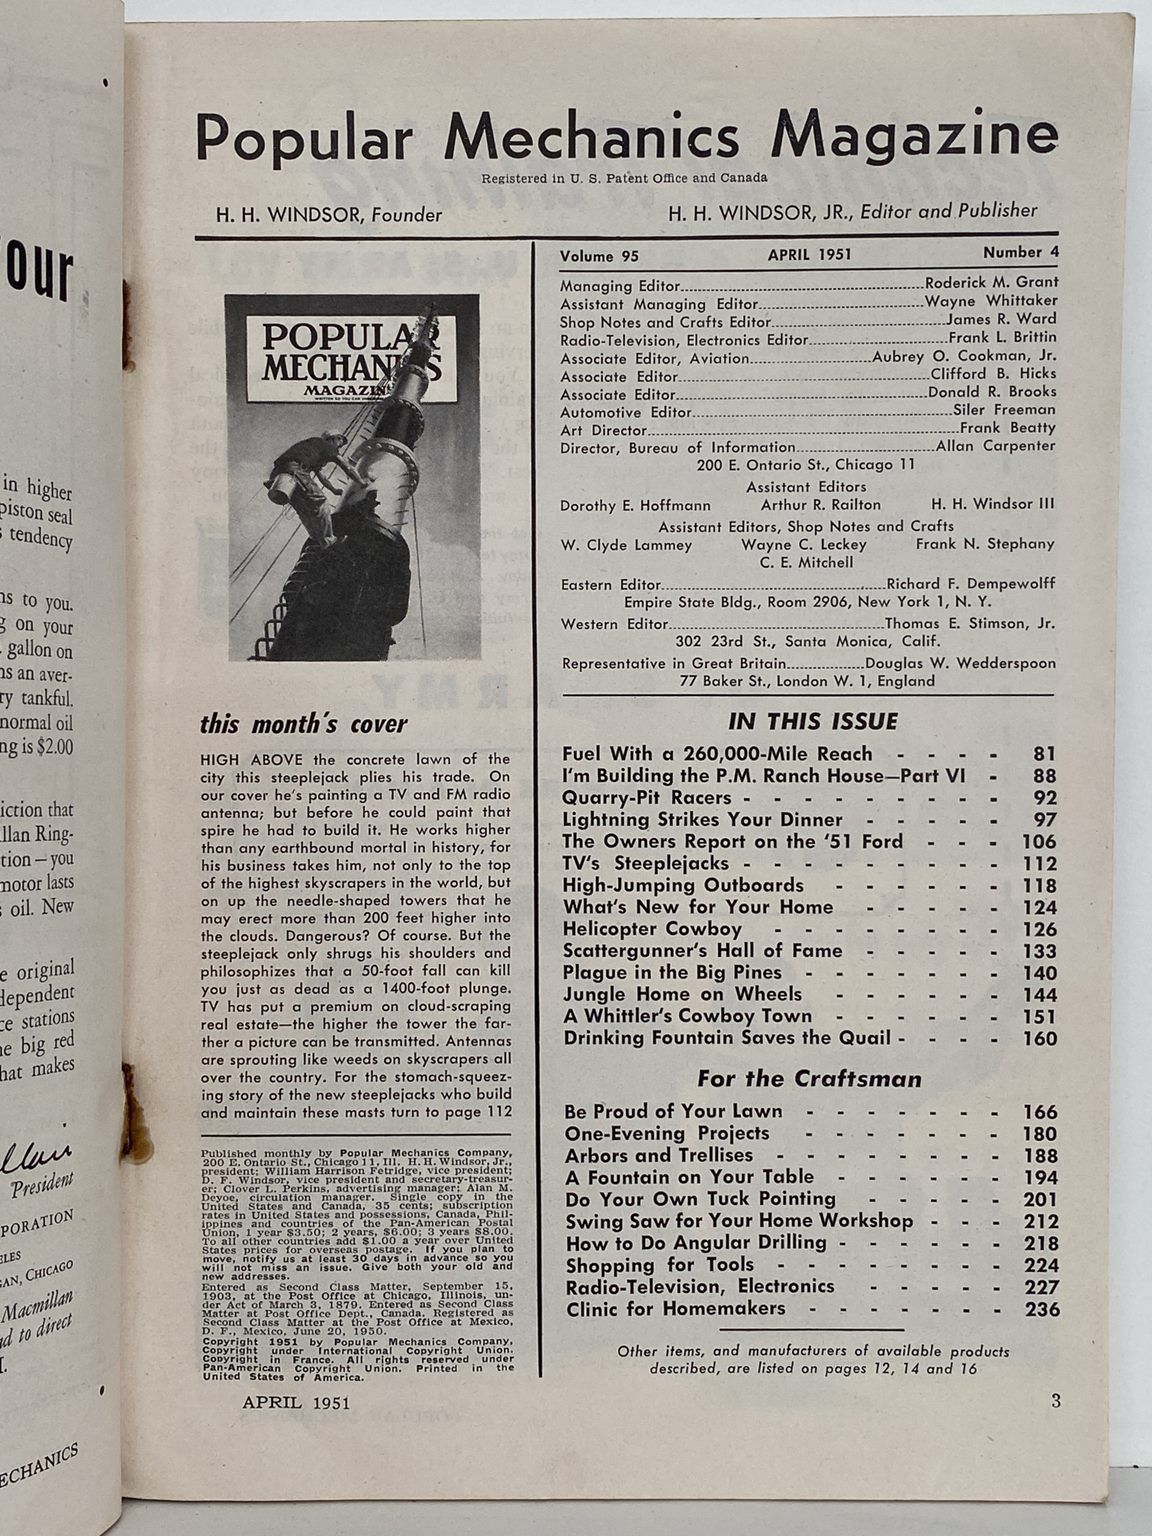 our
in higher
piston seal
tendency
ns to you.
on your
gallon on
ns an aver-
ry tankful.
normal oil
ng is $2.00
iction that
llan Ring-
tion—you
motor lasts
oil. New
e original
dependent
ce stations
ne big red
hat makes
President
PORATION
ELES
GAN, CHICAGO
Macmillan
ad to direct
ECHANICS
Popular Mechanics Magazine
Registered in U. S. Patent Office and Canada
H. H. WINDSOR, Founder H. H. WINDSOR, JR., Editor and Publisher
POPULAR
MECHANICS
MAGAZINE
this month's cover
HIGH ABOVE the concrete lawn of the
city this steeplejack plies his trade. On
our cover he's painting a TV and FM radio
antenna; but before he could paint that
spire he had to build it. He works higher
than any earthbound mortal in history, for
his business takes him, not only to the top
of the highest skyscrapers in the world, but
on up the needle-shaped towers that he
may erect more than 200 feet higher into
the clouds. Dangerous? Of course. But the
steeplejack only shrugs his shoulders and
philosophizes that a 50-foot fall can kill
you just as dead as a 1400-foot plunge.
TV has put a premium on cloud-scraping
real estate—the higher the tower the far-
ther a picture can be transmitted. Antennas
are sprouting like weeds on skyscrapers all
over the country. For the stomach-squeez-
ing story of the new steeplejacks who build
and maintain these masts turn to page 112
Published monthly by Popular Mechanics Company,
200 E. Ontario St., Chicago 11, Ill. H. H. Windsor, Jr.,
president; William Harrison Fetridge, vice president;
D. F. Windsor, vice president and secretary-treasur-
er; Clover L. Perkins, advertising manager; Alan M.
Deyoe, circulation manager. Single copy in the
United States and Canada, 35 cents; subscription
rates in United States and possessions, Canada, Phil-
ippines and countries of the Pan-American Postal
Union, 1 year $3.50; 2 years, $6.00; 3 years $8.00.
To all other countries add $1.00 a year over United
States prices for overseas postage. If you plan to
move, notify us at least 30 days in advance so you
will not miss an issue. Give both your old and
new addresses.
Entered as Second Class Matter, September 15,
1903, at the Post Office at Chicago, Illinois, un-
der Act of March 3, 1879. Entered as Second Class
Matter at Post Office Dept., Canada. Registered as
Second Class Matter at the Post Office at Mexico,
D. F., Mexico, June 20, 1950.
Copyright 1951 by Popular Mechanics Company.
Copyright under International Copyright Union.
Copyright in France. All rights reserved under
Pan-American Copyright Union. Printed in the
United States of America.
Volume 95 APRIL 1951 Number 4
Managing Editor Roderick M. Grant
Assistant Managing Editor Wayne Whittaker
Shop Notes and Crafts Editor James R. Ward
Radio-Television, Electronics Editor Frank L. Brittin
Associate Editor, Aviation Aubrey O. Cookman, Jr.
Associate Editor Clifford B. Hicks
Associate Editor Donald R. Brooks
Automotive Editor Siler Freeman
Art Director Frank Beatty
Director, Bureau of Information Allan Carpenter
200 E. Ontario St., Chicago 11
Assistant Editors
Dorothy E. Hoffmann Arthur R. Railton H. H. Windsor III
Assistant Editors, Shop Notes and Crafts
W. Clyde Lammey Wayne C. Leckey Frank N. Stephany
C. E. Mitchell
Eastern Editor Richard F. Dempewolff
Empire State Bldg., Room 2906, New York 1, N. Y.
Western Editor Thomas E. Stimson, Jr.
302 23rd St., Santa Monica, Calif.
Representative in Great Britain Douglas W. Wedderspoon
77 Baker St., London W. 1, England
IN THIS ISSUE
Fuel With a 260,000-Mile Reach - - - - 81
I'm Building the P.M. Ranch House—Part VI - 88
Quarry-Pit Racers - - - - - - - - - 92
Lightning Strikes Your Dinner - - - - - 97
The Owners Report on the '51 Ford - - - 106
TV's Steeplejacks - - - - - - - - - 112
High-Jumping Outboards - - - - - - 118
What's New for Your Home - - - - - 124
Helicopter Cowboy - - - - - - - - 126
Scattergunner's Hall of Fame - - - - - 133
Plague in the Big Pines - - - - - - - 140
Jungle Home on Wheels - - - - - - 144
A Whittler's Cowboy Town - - - - - - 151
Drinking Fountain Saves the Quail - - - - 160
For the Craftsman
Be Proud of Your Lawn - - - - - - - 166
One-Evening Projects - - - - - - - 180
Arbors and Trellises - - - - - - - - 188
A Fountain on Your Table - - - - - - 194
Do Your Own Tuck Pointing - - - - - 201
Swing Saw for Your Home Workshop - - - 212
How to Do Angular Drilling - - - - - - 218
Shopping for Tools - - - - - - - - 224
Radio-Television, Electronics - - - - - 227
Clinic for Homemakers - - - - - - - 236
Other items, and manufacturers of available products
described, are listed on pages 12, 14 and 16
APRIL 1951 3